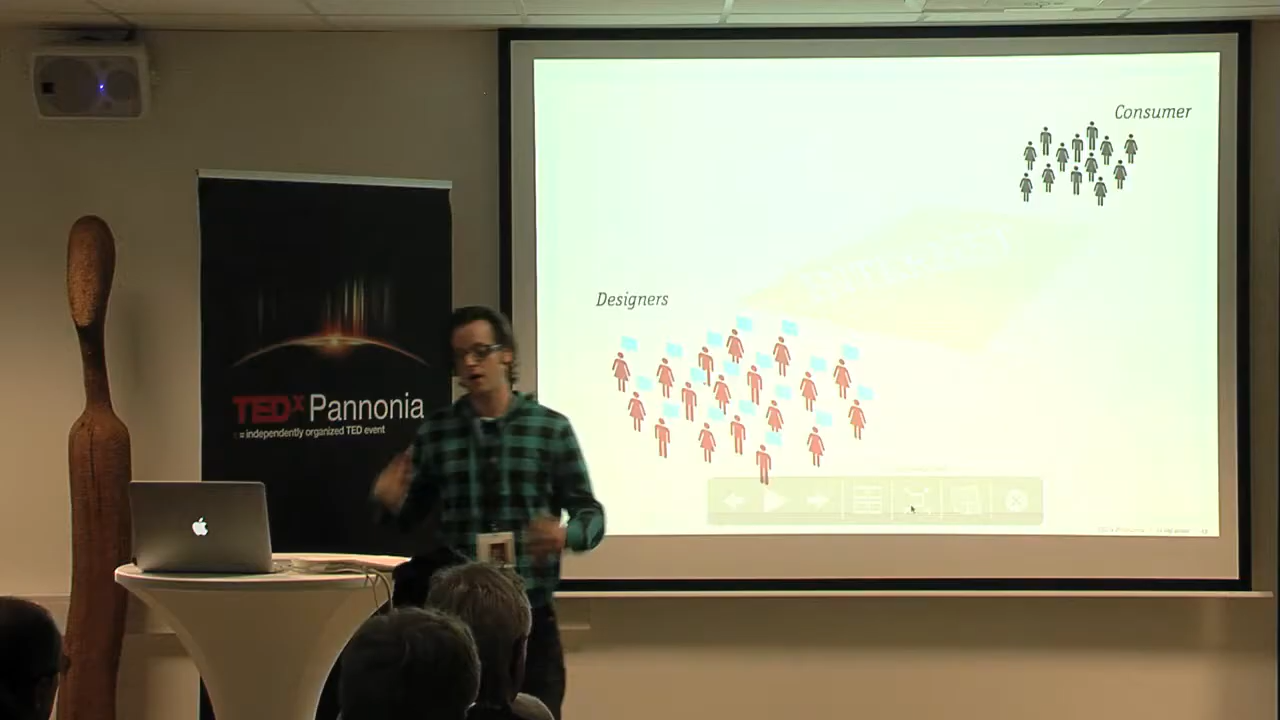 Consumer
Designers
TEDx Pannonia
x = independently organized TED event